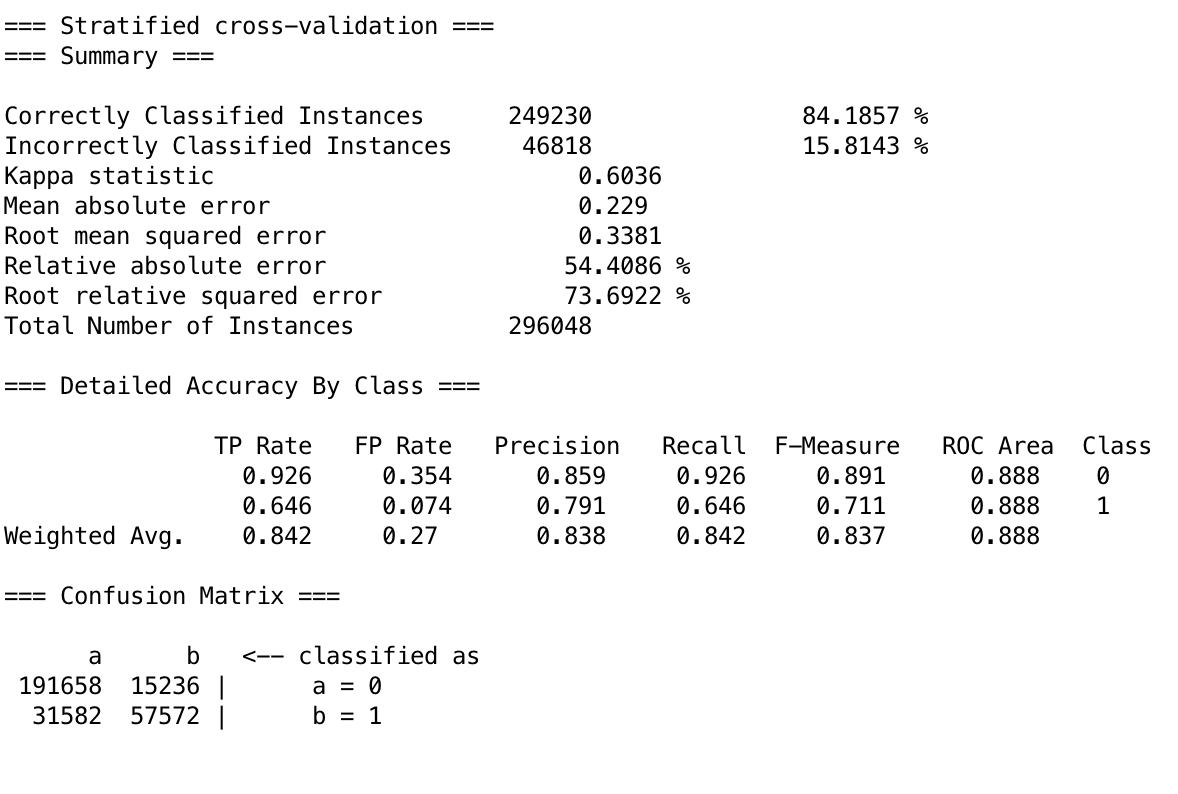 === Stratified cross-validation ===
=== Summary ===
Correctly Classified Instances 249230 84.1857 %
Incorrectly Classified Instances 46818 15.8143 %
Kappa statistic 0.6036
Mean absolute error 0.229
Root mean squared error 0.3381
Relative absolute error 54.4086 %
Root relative squared error 73.6922 %
Total Number of Instances 296048
=== Detailed Accuracy By Class ===
TP Rate FP Rate Precision Recall F-Measure ROC Area Class
0.926 0.354 0.859 0.926 0.891 0.888 0
0.646 0.074 0.791 0.646 0.711 0.888 1
Weighted Avg. 0.842 0.27 0.838 0.842 0.837 0.888
=== Confusion Matrix ===
a b <-- classified as
191658 15236 | a = 0
31582 57572 | b = 1